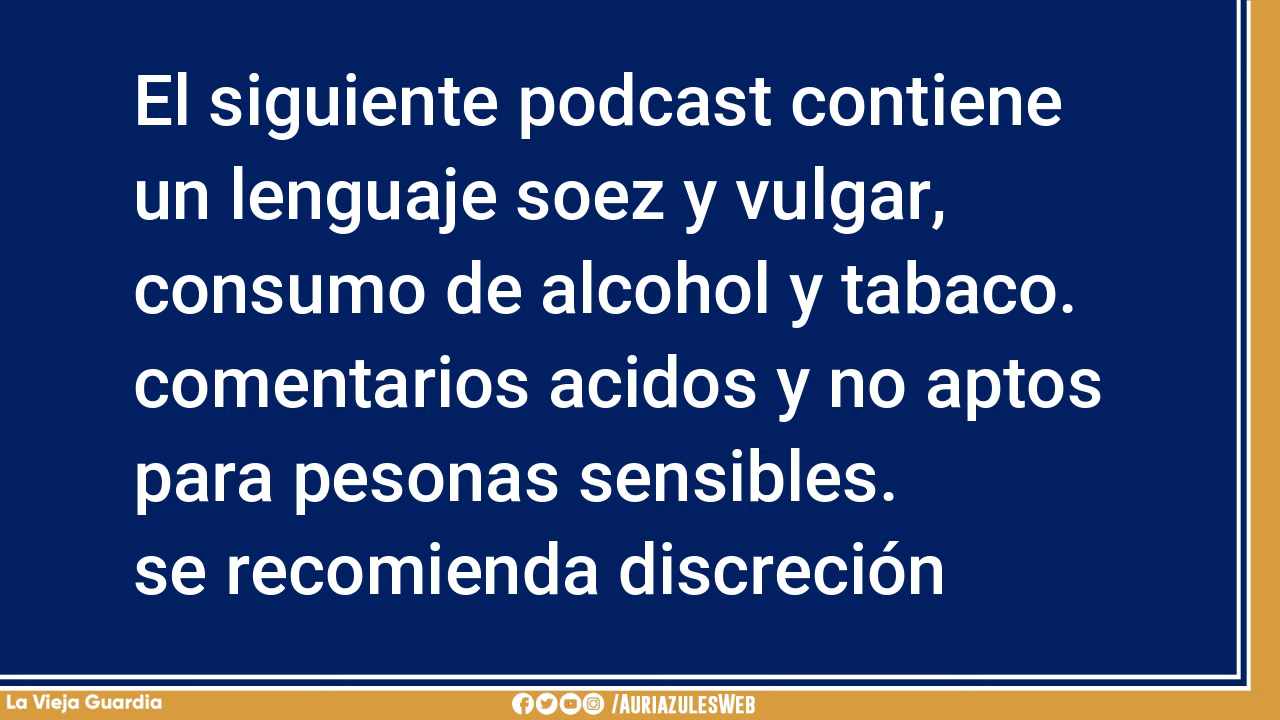 El siguiente podcast contiene
un lenguaje soez y vulgar,
consumo de alcohol y tabaco.
comentarios acidos y no aptos
para pesonas sensibles.
se recomienda discreción
La Vieja Guardia
/AURIAZULESWEB